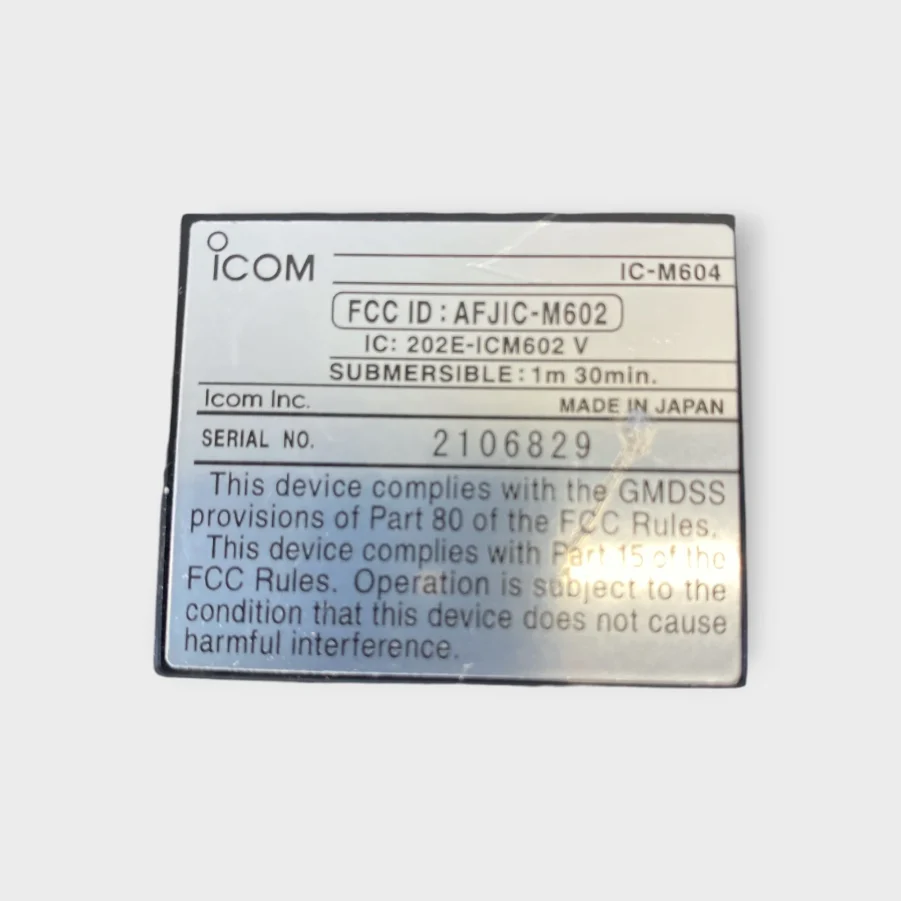 ICOM
IC-M604
FCC ID : AFJIC-M602
IC: 202E-ICM602 V
SUBMERSIBLE : 1m 30min.
Icom Inc. MADE IN JAPAN
SERIAL NO. 2106829
This device complies with the GMDSS
provisions of Part 80 of the FCC Rules.
This device complies with Part 15 of the
FCC Rules. Operation is subject to the
condition that this device does not cause
harmful interference.